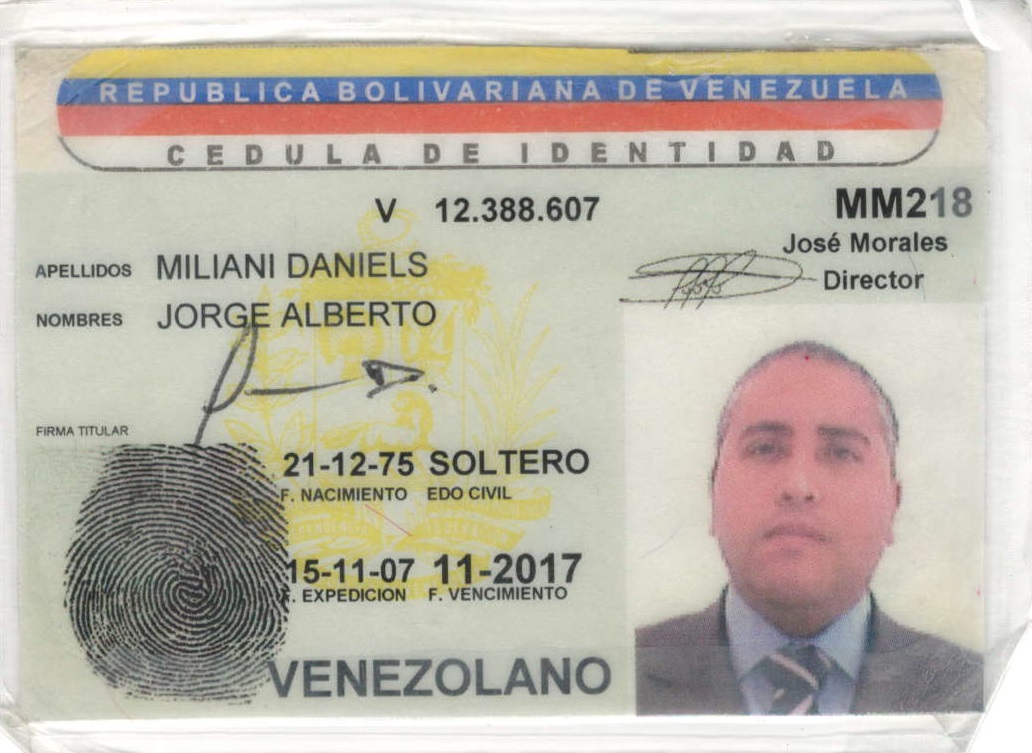 REPUBLICA BOLIVARIANA DE VENEZUELA
CEDULA DE IDENTIDAD
V 12.388.607
MM218
José Morales
Director
APELLIDOS MILIANI DANIELS
NOMBRES JORGE ALBERTO
FIRMA TITULAR
21-12-75 SOLTERO
F. NACIMIENTO EDO CIVIL
15-11-07 11-2017
F. EXPEDICION F. VENCIMIENTO
VENEZOLANO